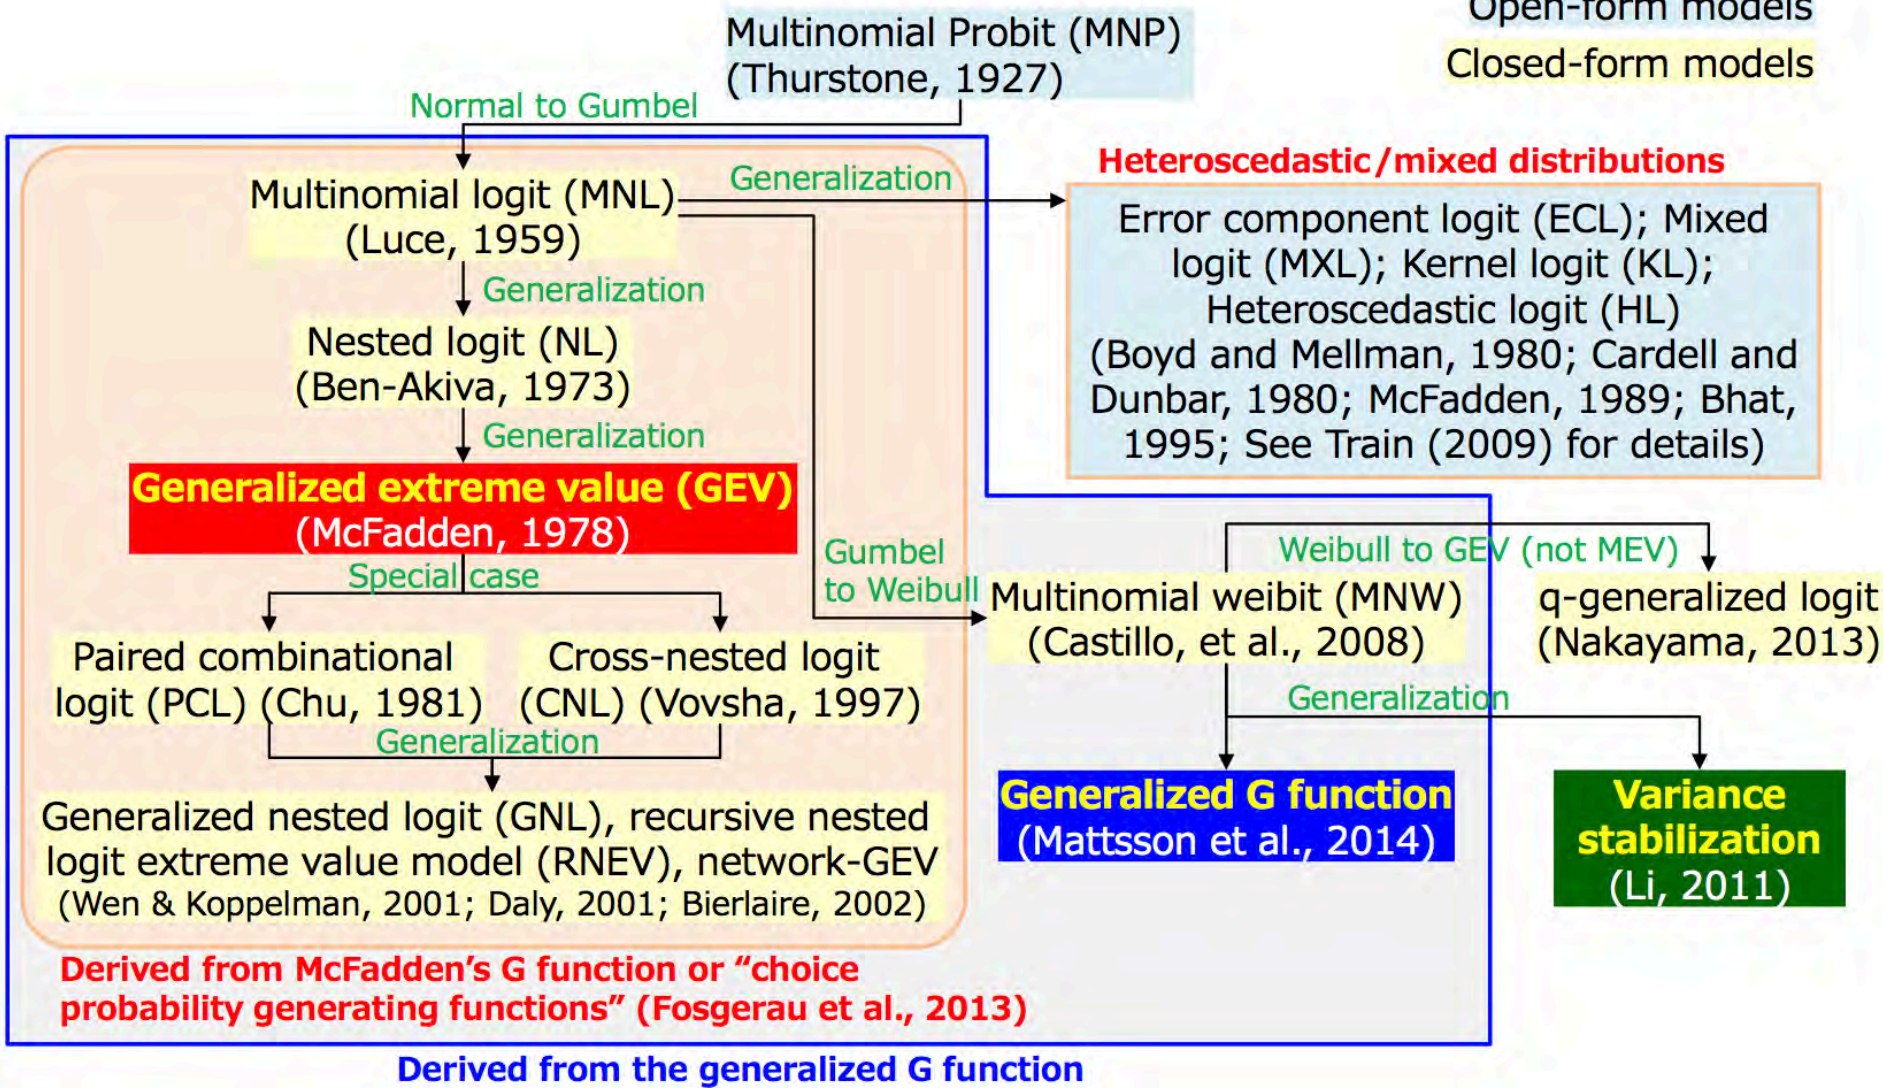 Open-form models
Closed-form models
Multinomial Probit (MNP)
(Thurstone, 1927)
Normal to Gumbel
Multinomial logit (MNL)
(Luce, 1959)
Generalization
Heteroscedastic/mixed distributions
Error component logit (ECL); Mixed
logit (MXL); Kernel logit (KL);
Heteroscedastic logit (HL)
(Boyd and Mellman, 1980; Cardell and
Dunbar, 1980; McFadden, 1989; Bhat,
1995; See Train (2009) for details)
Generalization
Nested logit (NL)
(Ben-Akiva, 1973)
Generalization
Generalized extreme value (GEV)
(McFadden, 1978)
Special case
Paired combinational
logit (PCL) (Chu, 1981)
Cross-nested logit
(CNL) (Vovsha, 1997)
Generalization
Generalized nested logit (GNL), recursive nested
logit extreme value model (RNEV), network-GEV
(Wen & Koppelman, 2001; Daly, 2001; Bierlaire, 2002)
Gumbel
to Weibull
Multinomial weibit (MNW)
(Castillo, et al., 2008)
Weibull to GEV (not MEV)
q-generalized logit
(Nakayama, 2013)
Generalization
Generalized G function
(Mattsson et al., 2014)
Variance
stabilization
(Li, 2011)
Derived from McFadden's G function or “choice
probability generating functions” (Fosgerau et al., 2013)
Derived from the generalized G function